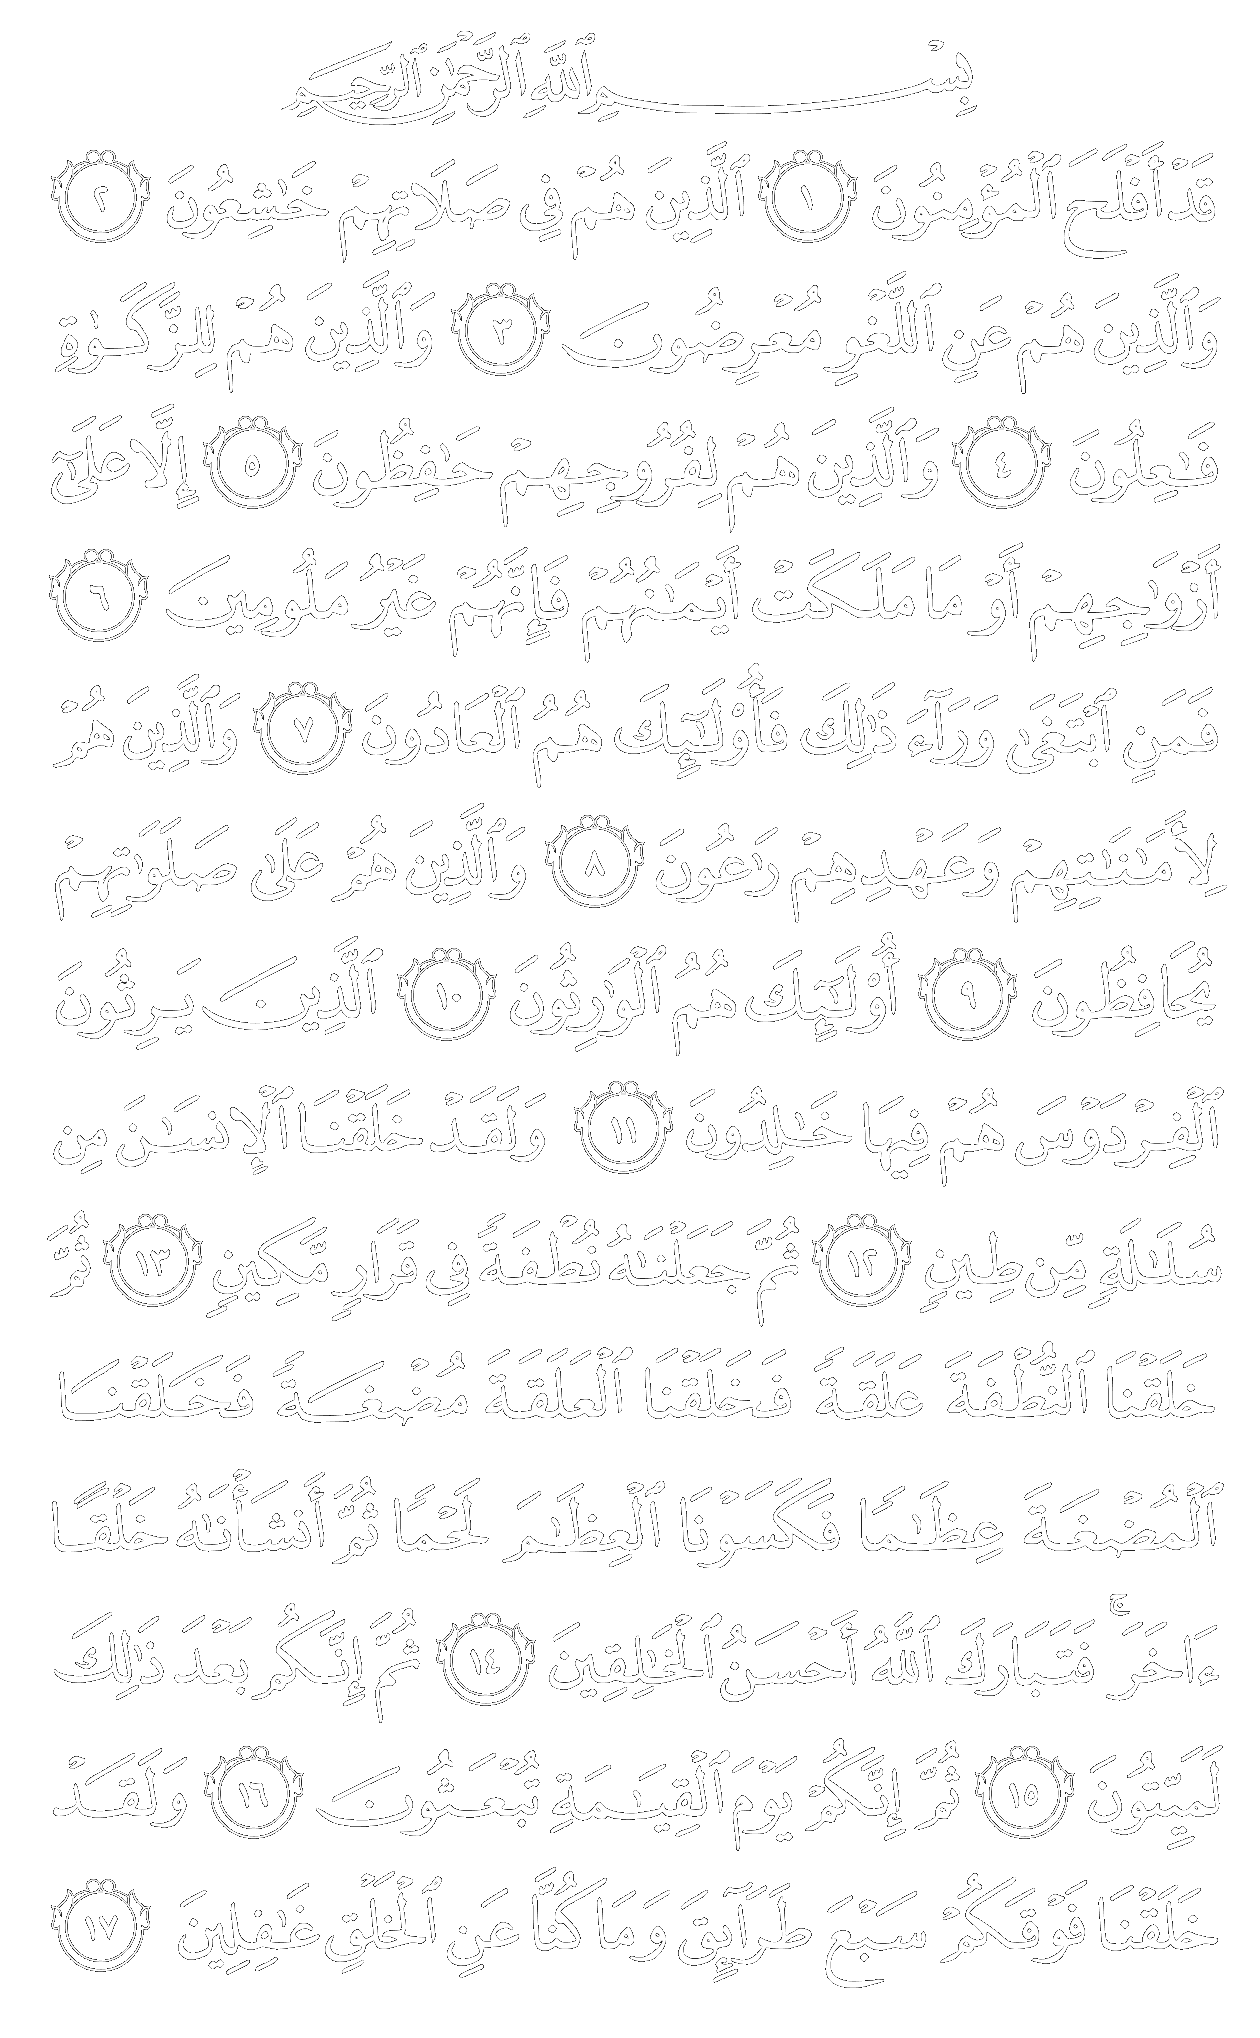 بِسْمِ ٱللَّهِ ٱلرَّحْمَٰنِ ٱلرَّحِيمِ
قَدْ أَفْلَحَ ٱلْمُؤْمِنُونَ ١ ٱلَّذِينَ هُمْ فِي صَلَاتِهِمْ خَٰشِعُونَ ٢
وَٱلَّذِينَ هُمْ عَنِ ٱللَّغْوِ مُعْرِضُونَ ٣ وَٱلَّذِينَ هُمْ لِلزَّكَوٰةِ
فَٰعِلُونَ ٤ وَٱلَّذِينَ هُمْ لِفُرُوجِهِمْ حَٰفِظُونَ ٥ إِلَّا عَلَىٰٓ
أَزْوَٰجِهِمْ أَوْ مَا مَلَكَتْ أَيْمَٰنُهُمْ فَإِنَّهُمْ غَيْرُ مَلُومِينَ ٦
فَمَنِ ٱبْتَغَىٰ وَرَآءَ ذَٰلِكَ فَأُو۟لَٰٓئِكَ هُمُ ٱلْعَادُونَ ٧ وَٱلَّذِينَ هُمْ
لِأَمَٰنَٰتِهِمْ وَعَهْدِهِمْ رَٰعُونَ ٨ وَٱلَّذِينَ هُمْ عَلَىٰ صَلَوَٰتِهِمْ
يُحَافِظُونَ ٩ أُو۟لَٰٓئِكَ هُمُ ٱلْوَٰرِثُونَ ١٠ ٱلَّذِينَ يَرِثُونَ
ٱلْفِرْدَوْسَ هُمْ فِيهَا خَٰلِدُونَ ١١ وَلَقَدْ خَلَقْنَا ٱلْإِنسَٰنَ مِن
سُلَٰلَةٍ مِّن طِينٍ ١٢ ثُمَّ جَعَلْنَٰهُ نُطْفَةً فِي قَرَارٍ مَّكِينٍ ١٣ ثُمَّ
خَلَقْنَا ٱلنُّطْفَةَ عَلَقَةً فَخَلَقْنَا ٱلْعَلَقَةَ مُضْغَةً فَخَلَقْنَا
ٱلْمُضْغَةَ عِظَٰمًا فَكَسَوْنَا ٱلْعِظَٰمَ لَحْمًا ثُمَّ أَنشَأْنَٰهُ خَلْقًا
ءَاخَرَ ۚ فَتَبَارَكَ ٱللَّهُ أَحْسَنُ ٱلْخَٰلِقِينَ ١٤ ثُمَّ إِنَّكُم بَعْدَ ذَٰلِكَ
لَمَيِّتُونَ ١٥ ثُمَّ إِنَّكُمْ يَوْمَ ٱلْقِيَٰمَةِ تُبْعَثُونَ ١٦ وَلَقَدْ
خَلَقْنَا فَوْقَكُمْ سَبْعَ طَرَآئِقَ وَمَا كُنَّا عَنِ ٱلْخَلْقِ غَٰفِلِينَ ١٧